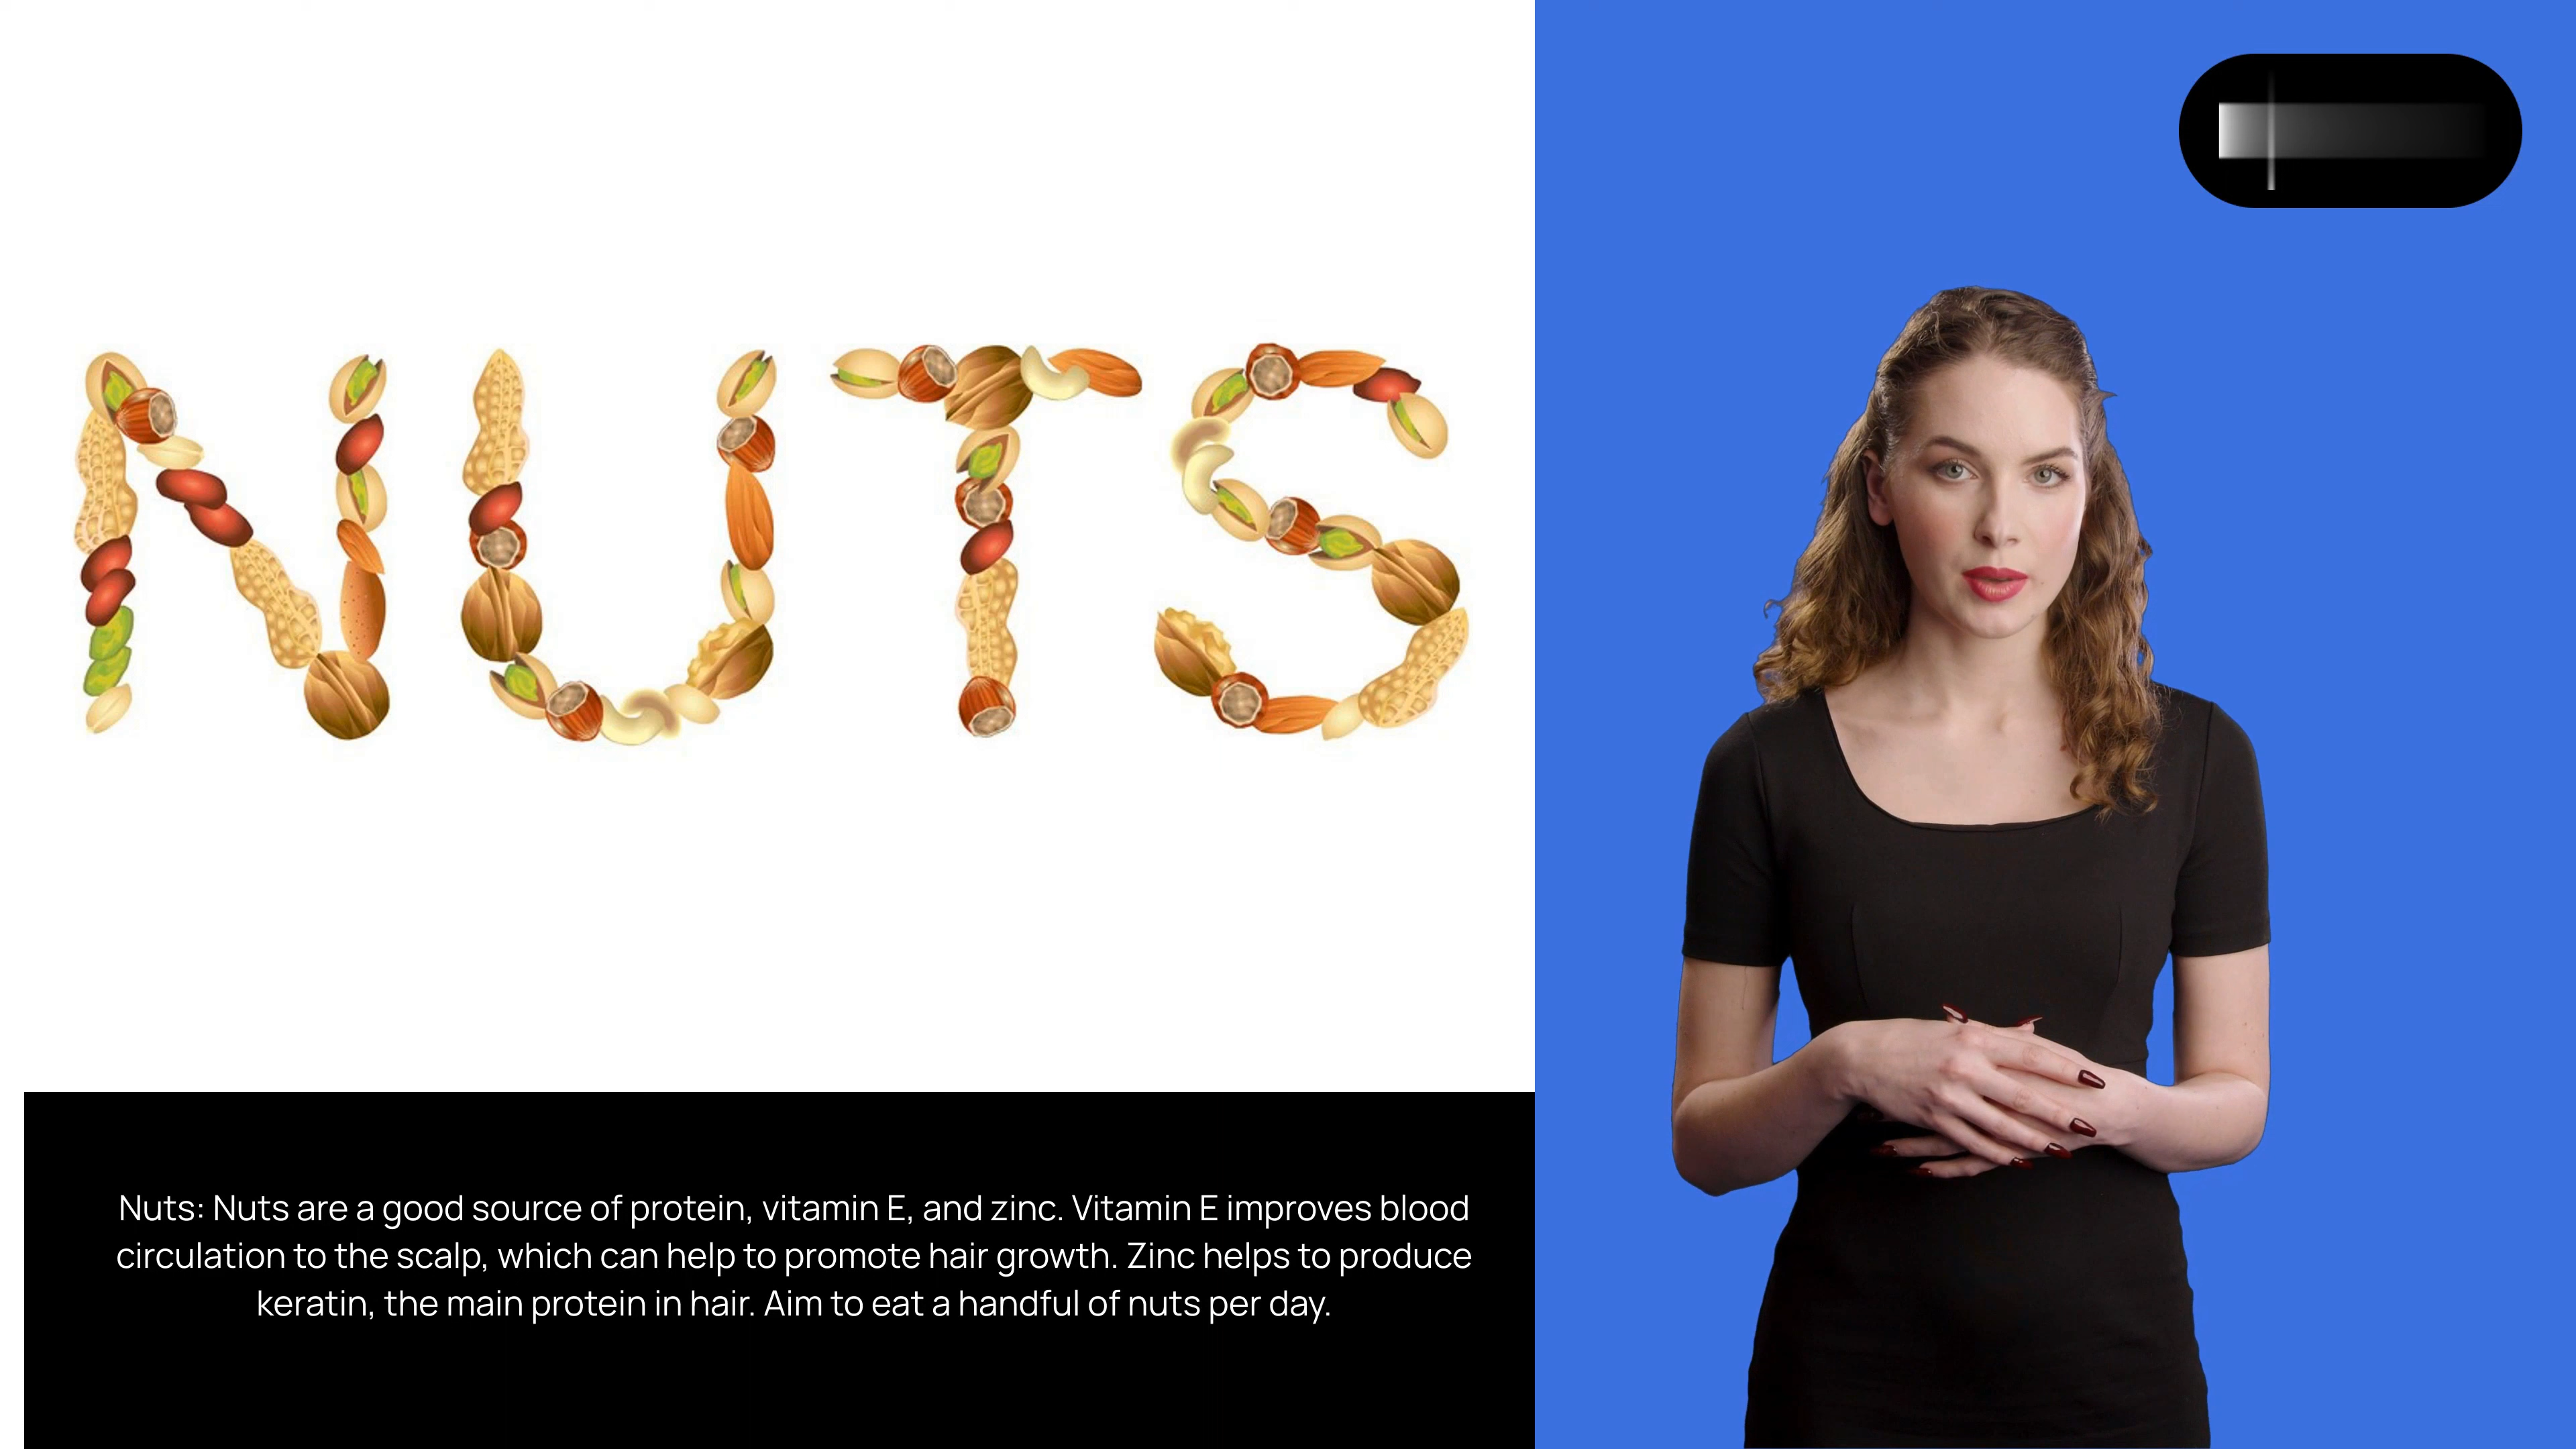 NUTS
Nuts: Nuts are a good source of protein, vitamin E, and zinc. Vitamin E improves blood
circulation to the scalp, which can help to promote hair growth. Zinc helps to produce
keratin, the main protein in hair. Aim to eat a handful of nuts per day.